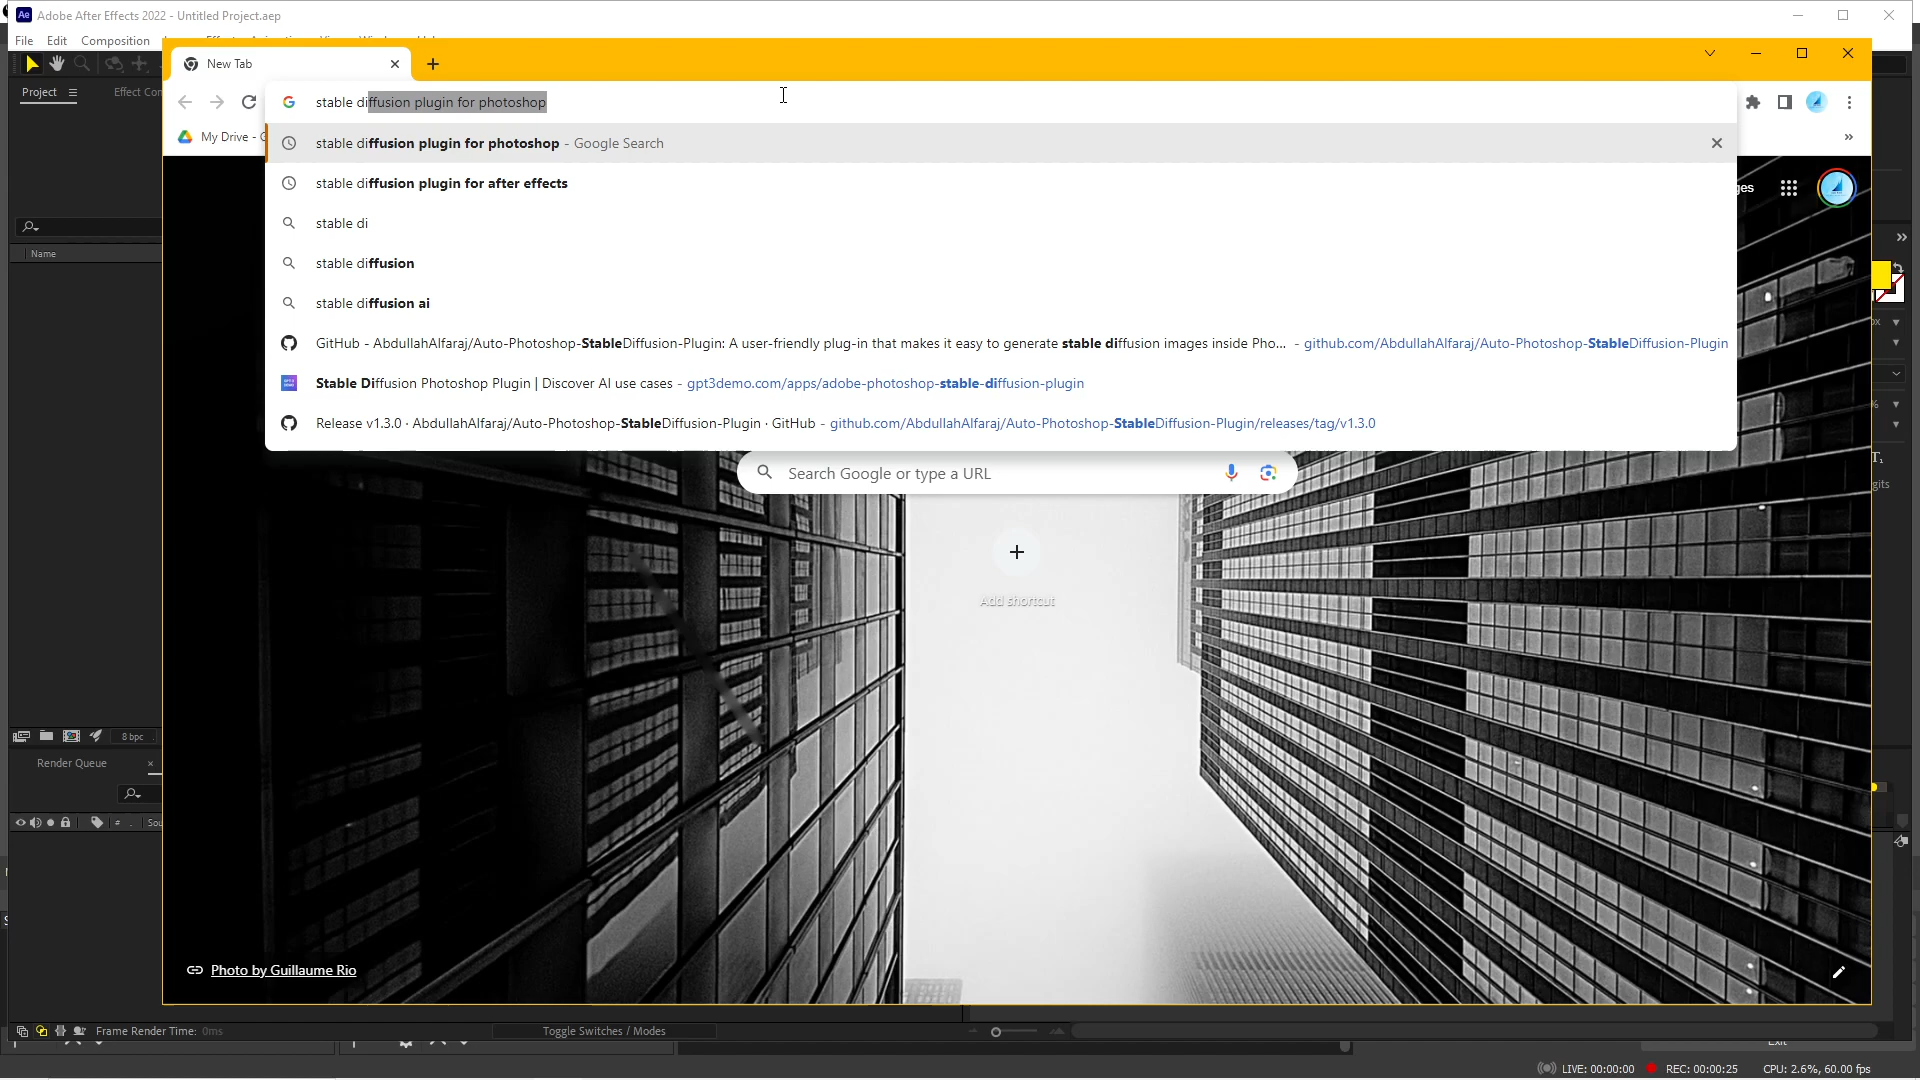 Adobe After Effects 2022 - Untitled Project.aep
File Edit Composition
New Tab
Project
Effect Con
stable diffusion plugin for photoshop
My Drive - G
stable diffusion plugin for photoshop - Google Search
stable diffusion plugin for after effects
stable di
stable diffusion
stable diffusion ai
GitHub - AbdullahAlfaraj/Auto-Photoshop-StableDiffusion-Plugin: A user-friendly plug-in that makes it easy to generate stable diffusion images inside Pho... - github.com/AbdullahAlfaraj/Auto-Photoshop-StableDiffusion-Plugin
Stable Diffusion Photoshop Plugin | Discover AI use cases - gpt3demo.com/apps/adobe-photoshop-stable-diffusion-plugin
Release v1.3.0 · AbdullahAlfaraj/Auto-Photoshop-StableDiffusion-Plugin · GitHub - github.com/AbdullahAlfaraj/Auto-Photoshop-StableDiffusion-Plugin/releases/tag/v1.3.0
ges
Name
Search Google or type a URL
gits
Add shortcut
8 bpc
Render Queue
# . Sou
Photo by Guillaume Rio
Frame Render Time: 0ms
Toggle Switches / Modes
Exit
LIVE: 00:00:00 REC: 00:00:25 CPU: 2.6%, 60.00 fps